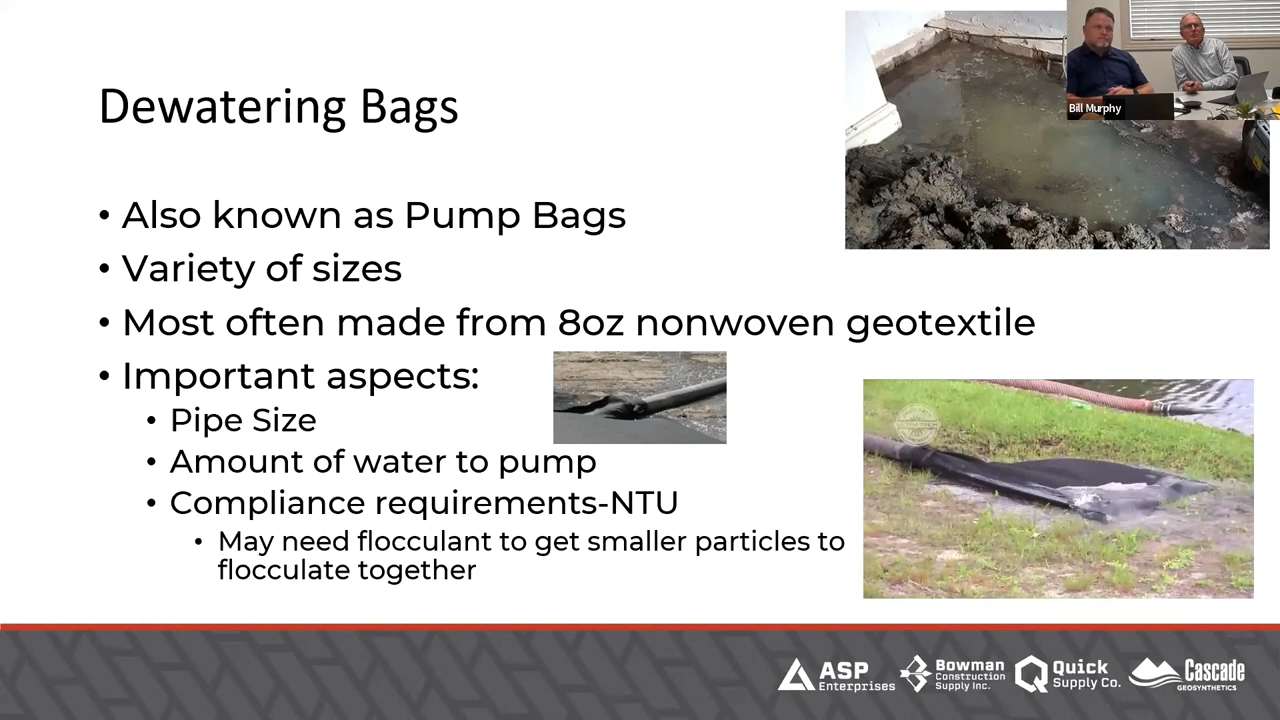 Dewatering Bags
Bill Murphy
• Also known as Pump Bags
• Variety of sizes
• Most often made from 8oz nonwoven geotextile
• Important aspects:
• Pipe Size
• Amount of water to pump
• Compliance requirements-NTU
• May need flocculant to get smaller particles to
flocculate together
ASP
Enterprises
Bowman
Construction
Supply Inc.
Quick
Supply Co.
Cascade
GEOSYNTHETICS